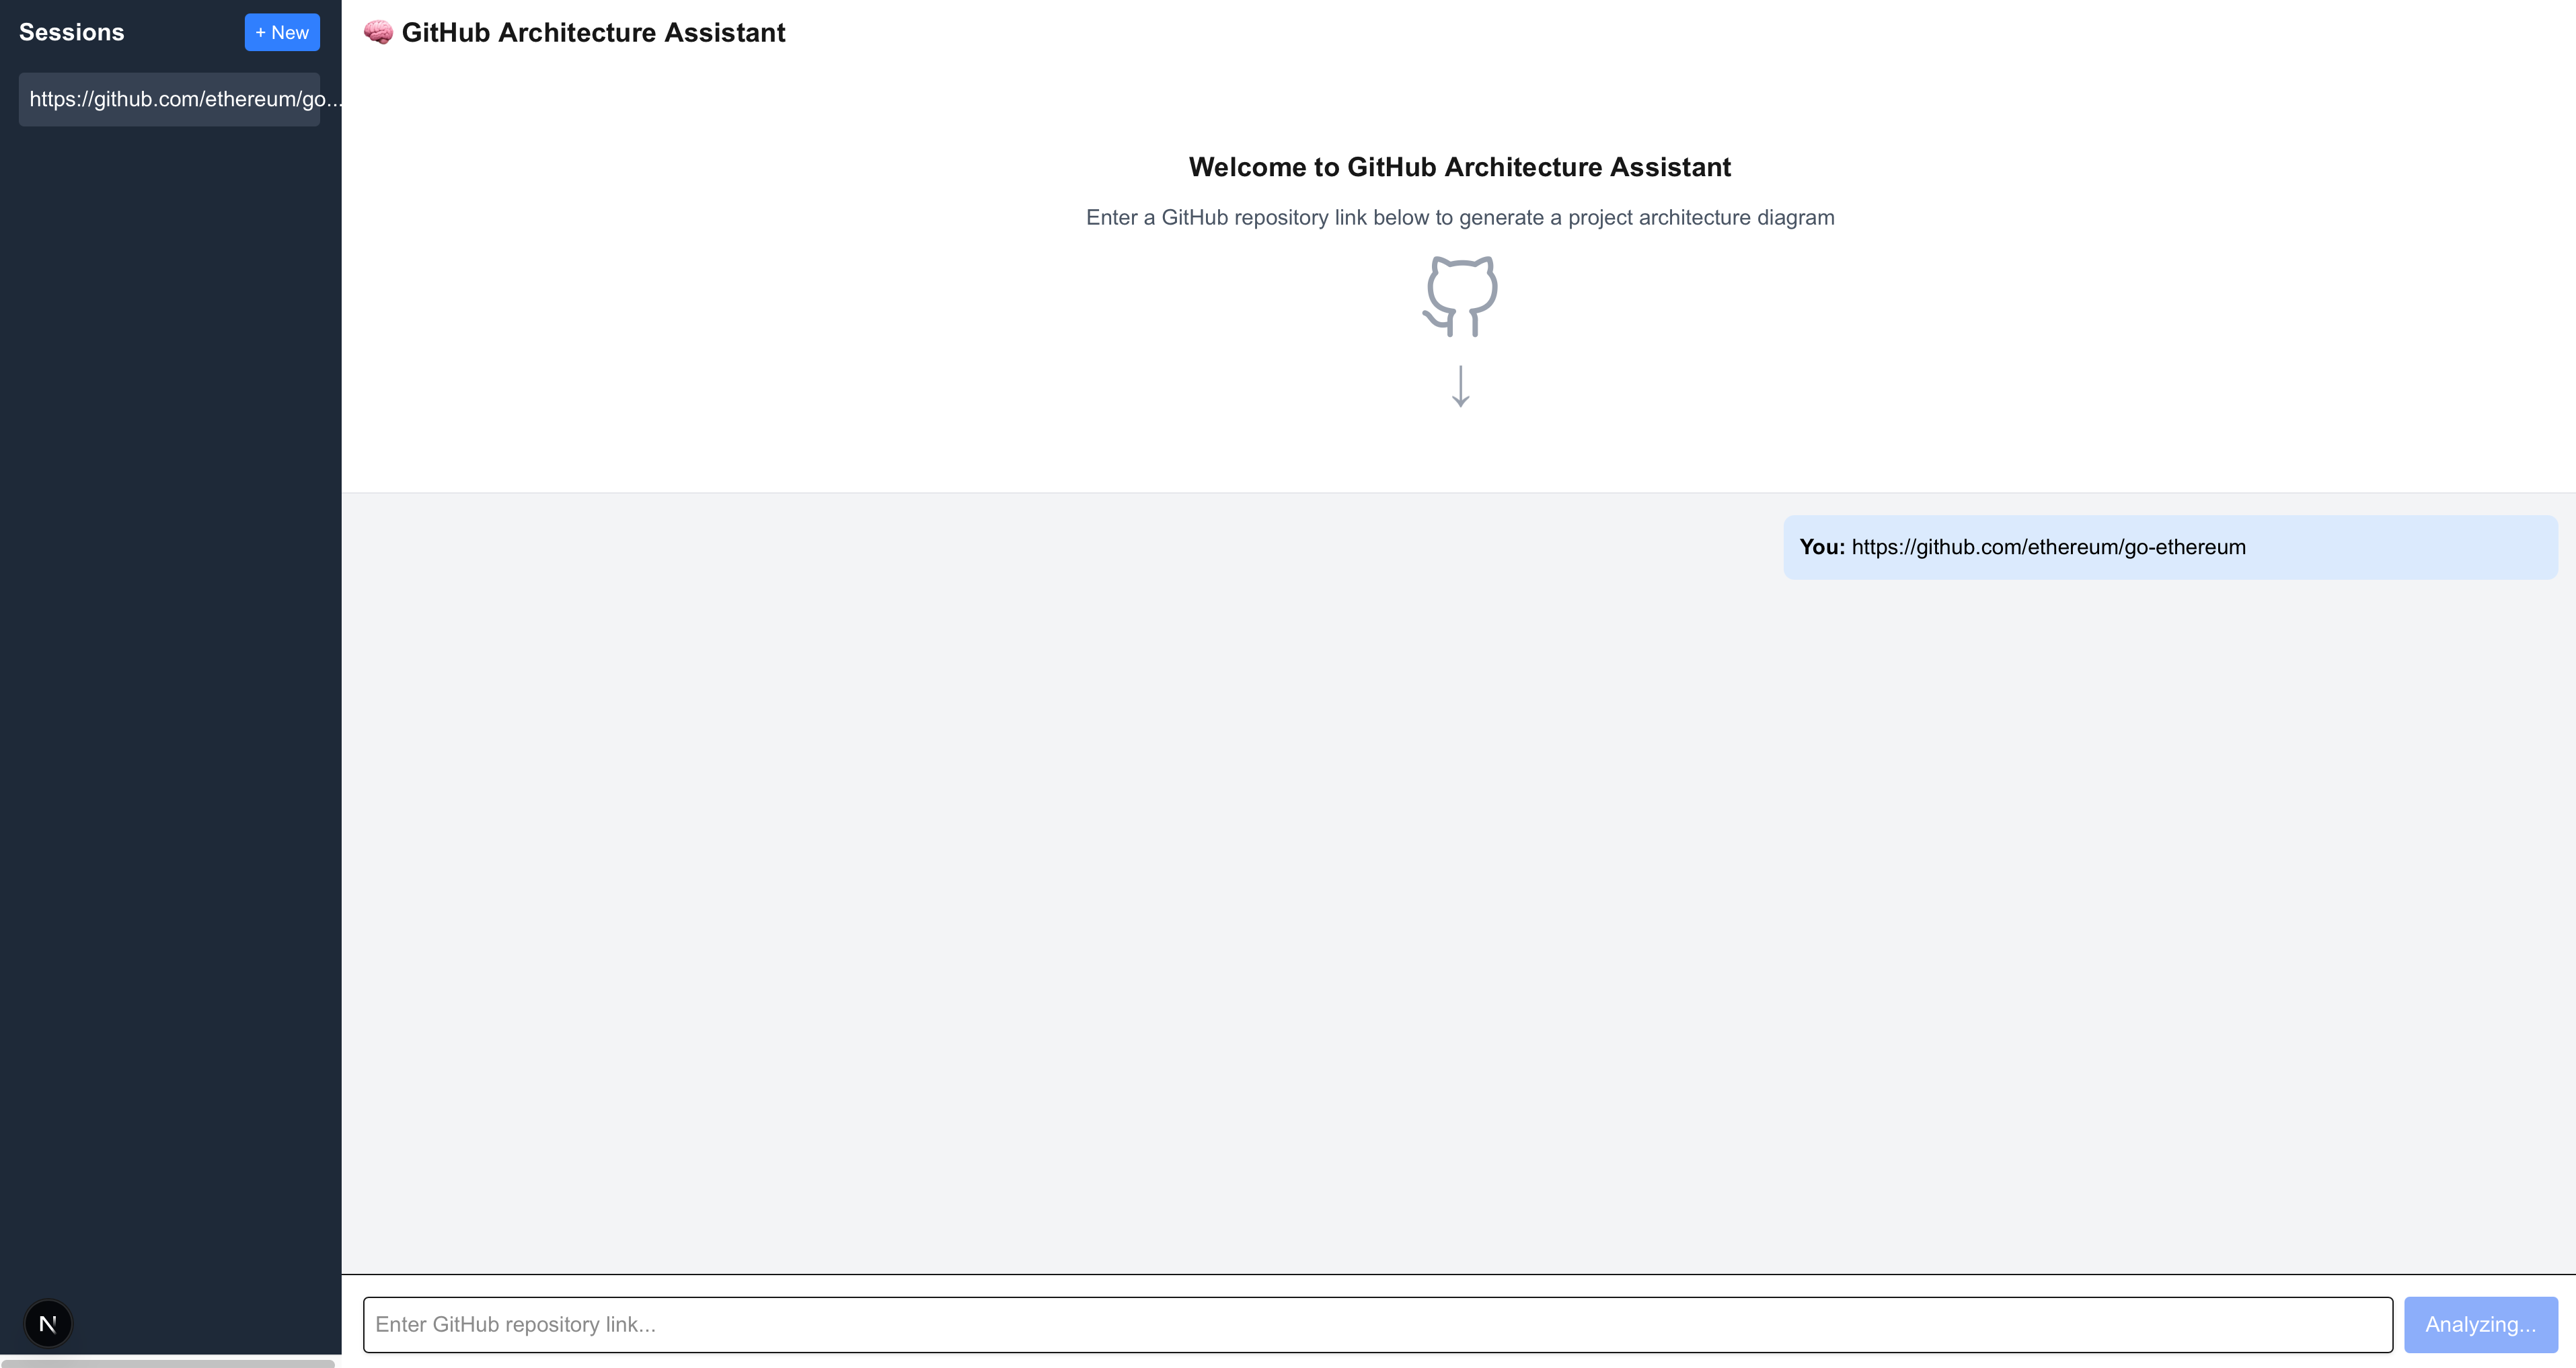 Sessions
+ New
https://github.com/ethereum/go...
🧠 GitHub Architecture Assistant
Welcome to GitHub Architecture Assistant
Enter a GitHub repository link below to generate a project architecture diagram
You: https://github.com/ethereum/go-ethereum
N
Enter GitHub repository link...
Analyzing...